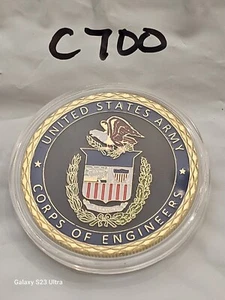 C700
UNITED STATES ARMY
CORPS OF ENGINEERS
Galaxy S23 Ultra